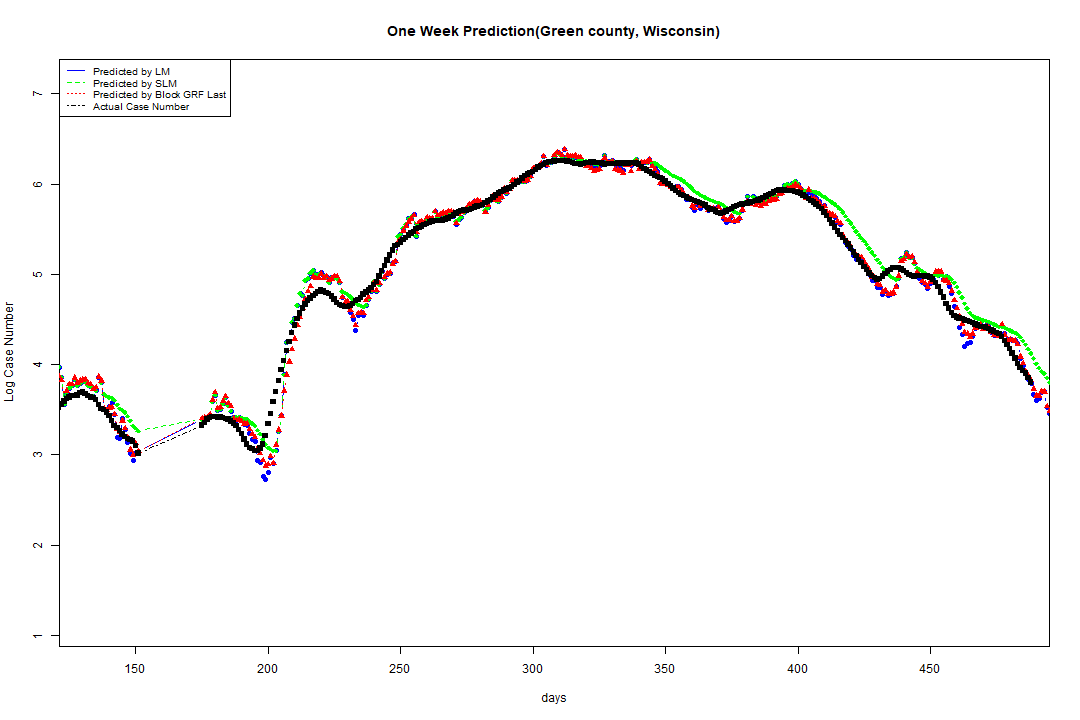 One Week Prediction(Green county, Wisconsin)
Predicted by LM
Predicted by SLM
Predicted by Block GRF Last
Actual Case Number
7
6
5
4
3
2
1
Log Case Number
150 200 250 300 350 400 450
days